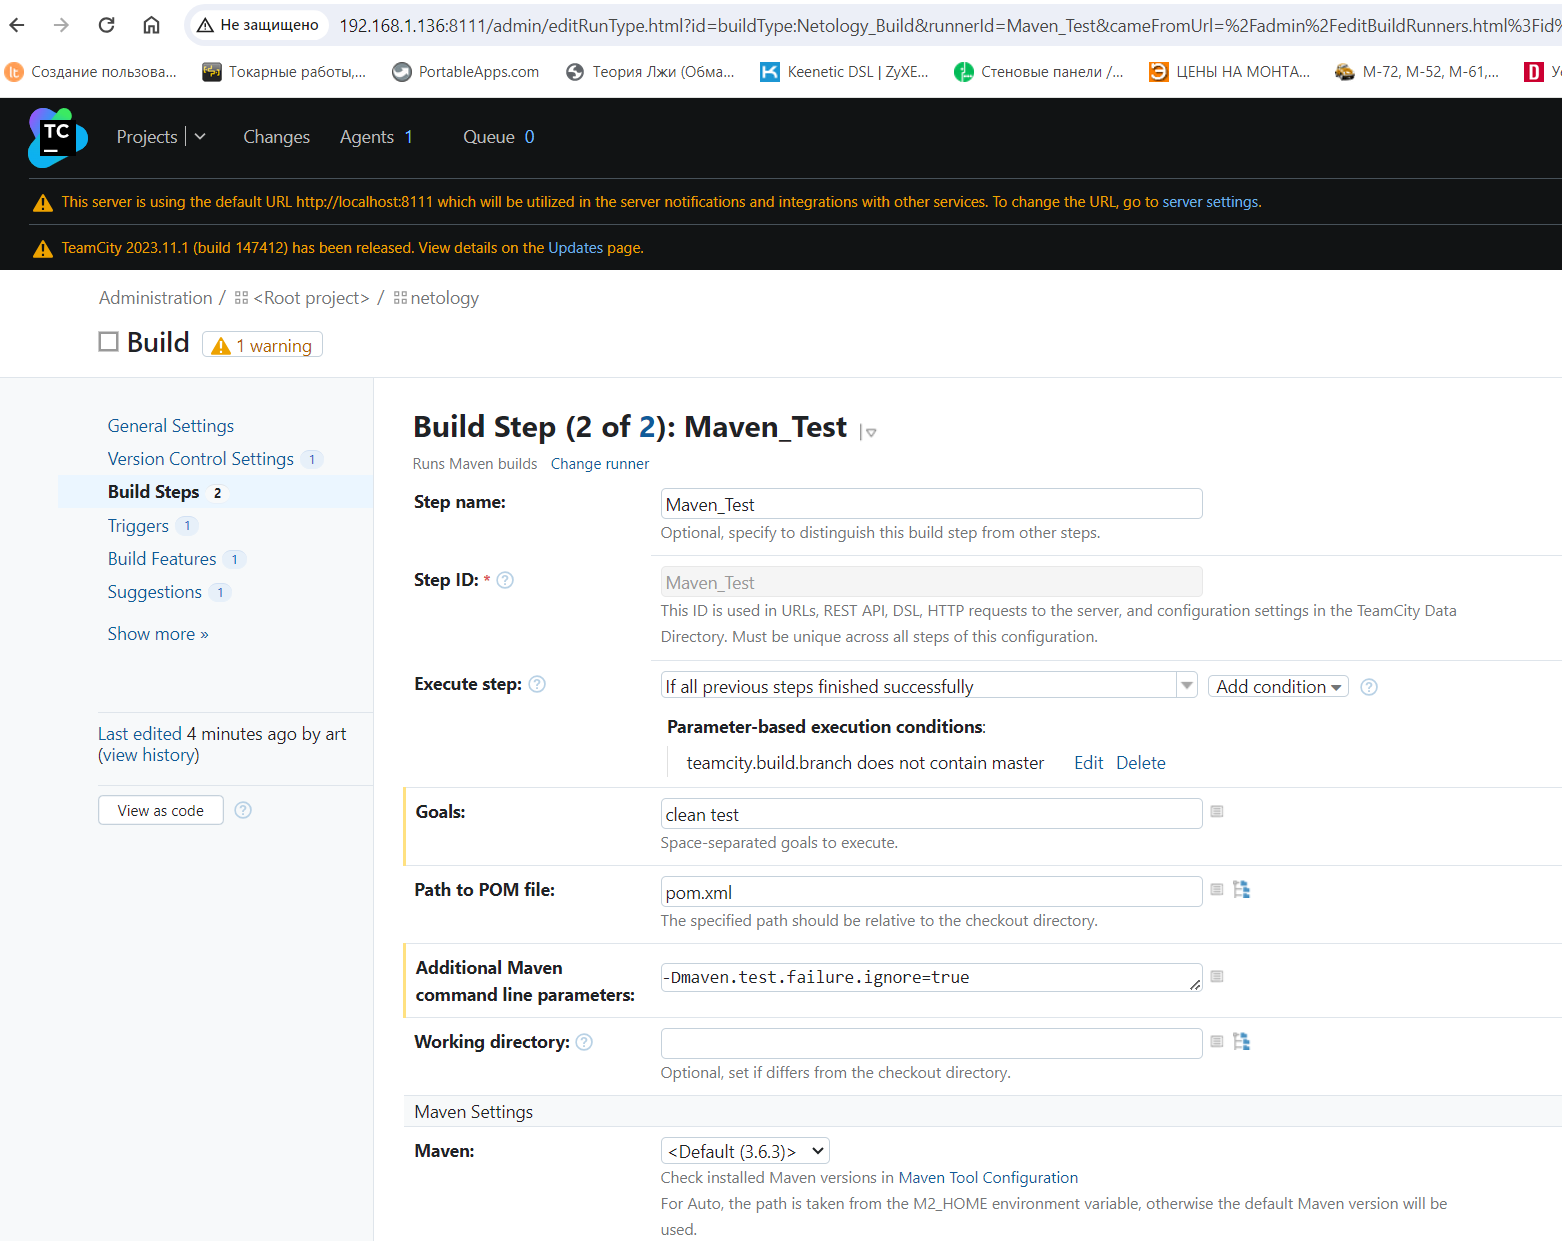 Не защищено 192.168.1.136:8111/admin/editRunType.html?id=buildType:Netology_Build&runnerId=Maven_Test&cameFromUrl=%2Fadmin%2FeditBuildRunners.html%3Fid%
Создание пользова... Токарные работы,... PortableApps.com Теория Лжи (Обма... Keenetic DSL | ZyXE... Стеновые панели /... ЦЕНЫ НА МОНТА... М-72, М-52, М-61,...
TC Projects Changes Agents 1 Queue 0
This server is using the default URL http://localhost:8111 which will be utilized in the server notifications and integrations with other services. To change the URL, go to server settings.
TeamCity 2023.11.1 (build 147412) has been released. View details on the Updates page.
Administration / <Root project> / netology
Build 1 warning
General Settings
Version Control Settings 1
Build Steps 2
Triggers 1
Build Features 1
Suggestions 1
Show more »
Last edited 4 minutes ago by art
(view history)
View as code
Build Step (2 of 2): Maven_Test
Runs Maven builds Change runner
Step name: Maven_Test
Optional, specify to distinguish this build step from other steps.
Step ID: * Maven_Test
This ID is used in URLs, REST API, DSL, HTTP requests to the server, and configuration settings in the TeamCity Data
Directory. Must be unique across all steps of this configuration.
Execute step: If all previous steps finished successfully Add condition
Parameter-based execution conditions:
teamcity.build.branch does not contain master Edit Delete
Goals: clean test
Space-separated goals to execute.
Path to POM file: pom.xml
The specified path should be relative to the checkout directory.
Additional Maven
command line parameters: -Dmaven.test.failure.ignore=true
Working directory:
Optional, set if differs from the checkout directory.
Maven Settings
Maven: <Default (3.6.3)>
Check installed Maven versions in Maven Tool Configuration
For Auto, the path is taken from the M2_HOME environment variable, otherwise the default Maven version will be
used.